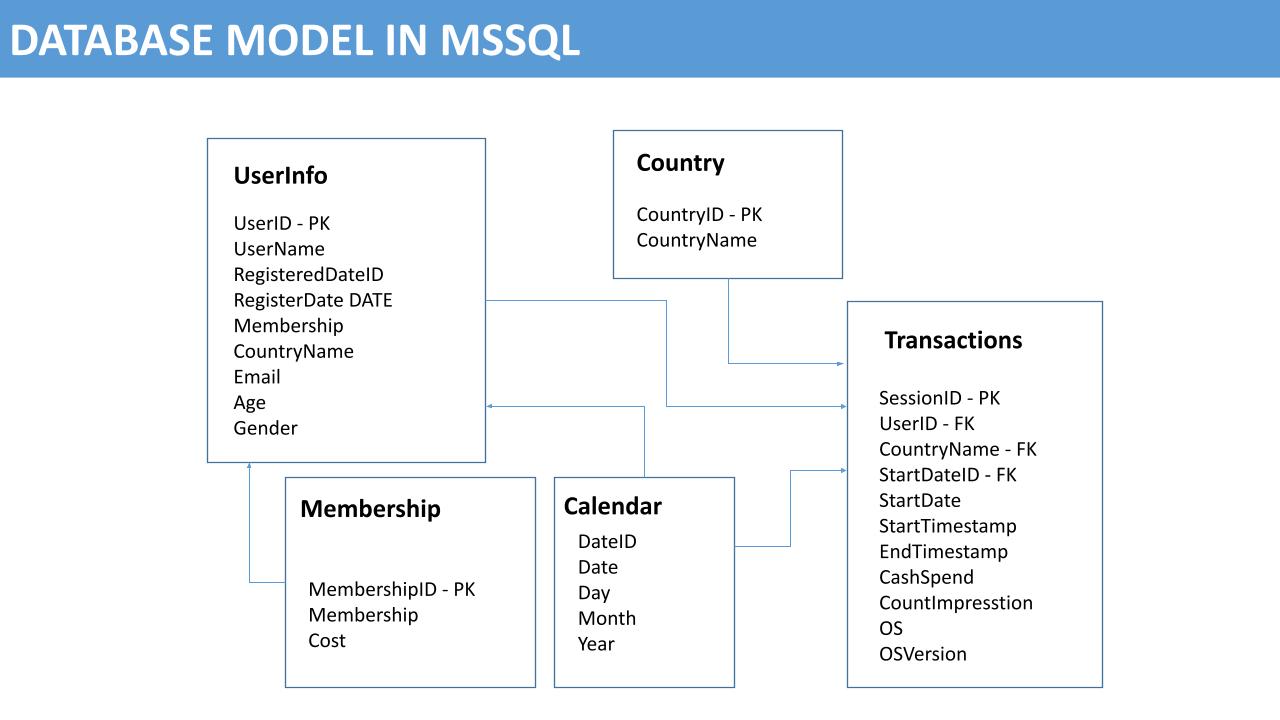 DATABASE MODEL IN MSSQL
UserInfo
UserID - PK
UserName
RegisteredDateID
RegisterDate DATE
Membership
CountryName
Email
Age
Gender
Country
CountryID - PK
CountryName
Transactions
SessionID - PK
UserID - FK
CountryName - FK
StartDateID - FK
StartDate
StartTimestamp
EndTimestamp
CashSpend
CountImpresstion
OS
OSVersion
Membership
MembershipID - PK
Membership
Cost
Calendar
DateID
Date
Day
Month
Year